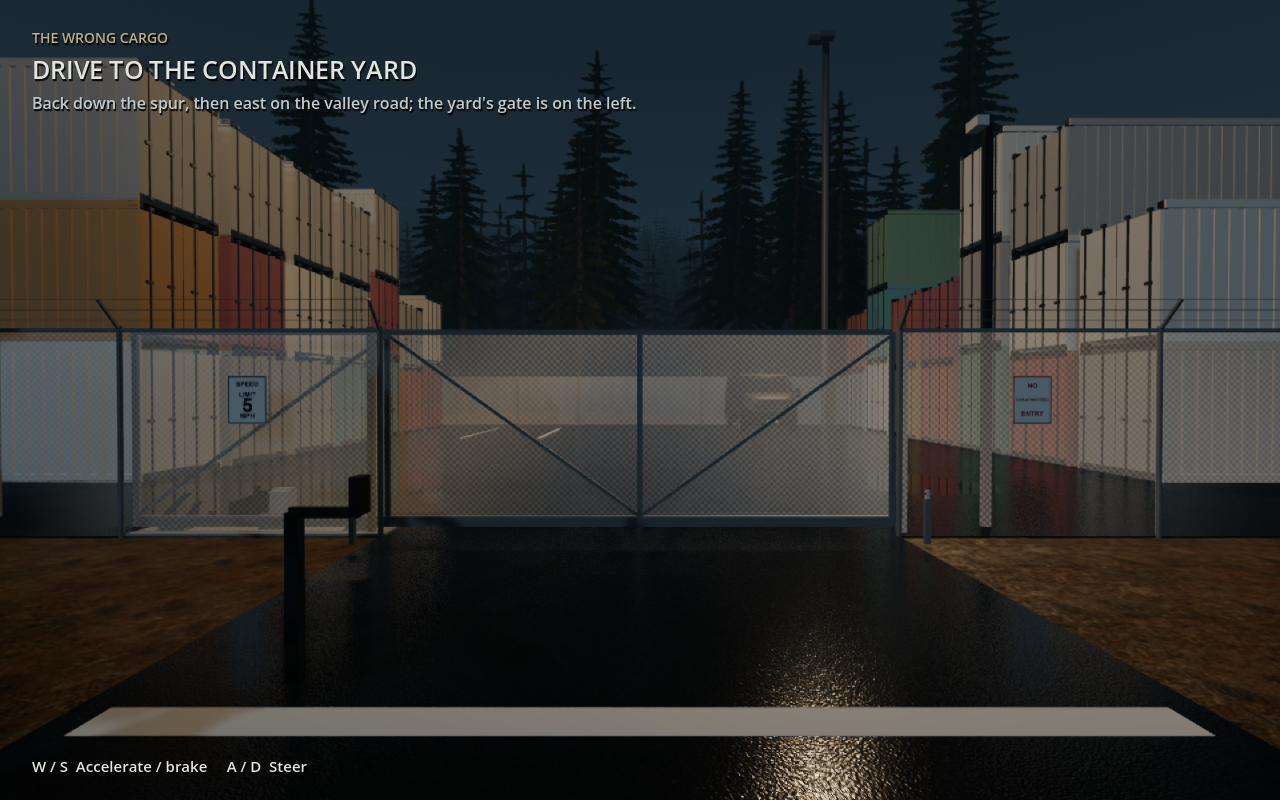 THE WRONG CARGO
DRIVE TO THE CONTAINER YARD
Back down the spur, then east on the valley road; the yard's gate is on the left.
SPEED
LIMIT
5
MPH
NO
ENTRY
W / S Accelerate / brake A / D Steer